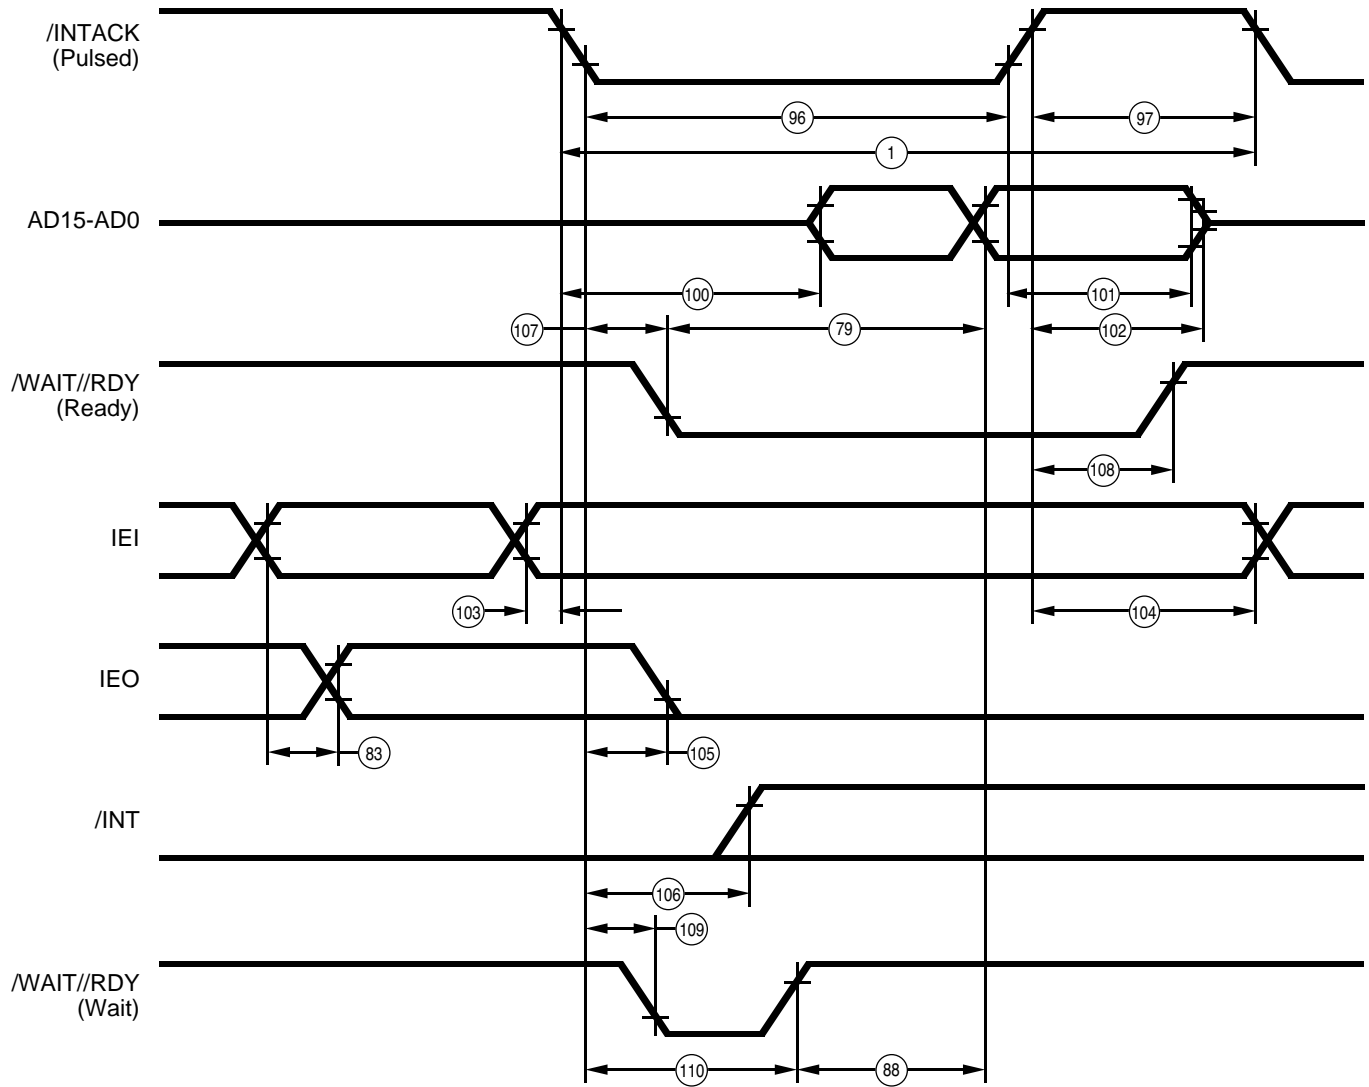 /INTACK
(Pulsed)
96
97
1
AD15-AD0
100
101
107
79
102
/WAIT//RDY
(Ready)
108
IEI
103
104
IEO
83
105
/INT
106
109
/WAIT//RDY
(Wait)
110
88